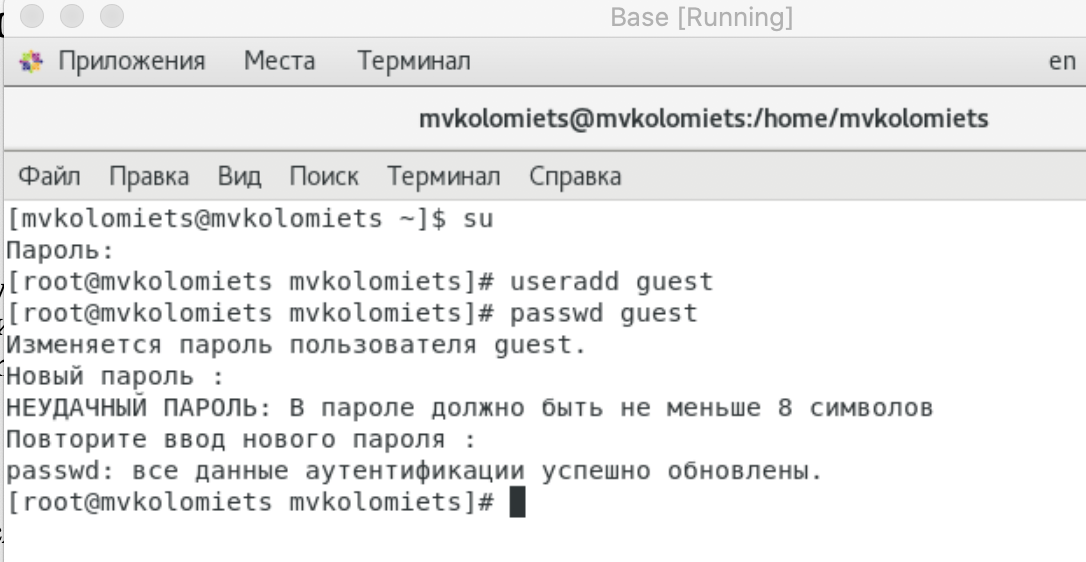 Base [Running]
Приложения Места Терминал en
mvkolomiets@mvkolomiets:/home/mvkolomiets
Файл Правка Вид Поиск Терминал Справка
[mvkolomiets@mvkolomiets ~]$ su
Пароль:
[root@mvkolomiets mvkolomiets]# useradd guest
[root@mvkolomiets mvkolomiets]# passwd guest
Изменяется пароль пользователя guest.
Новый пароль :
НЕУДАЧНЫЙ ПАРОЛЬ: В пароле должно быть не меньше 8 символов
Повторите ввод нового пароля :
passwd: все данные аутентификации успешно обновлены.
[root@mvkolomiets mvkolomiets]#